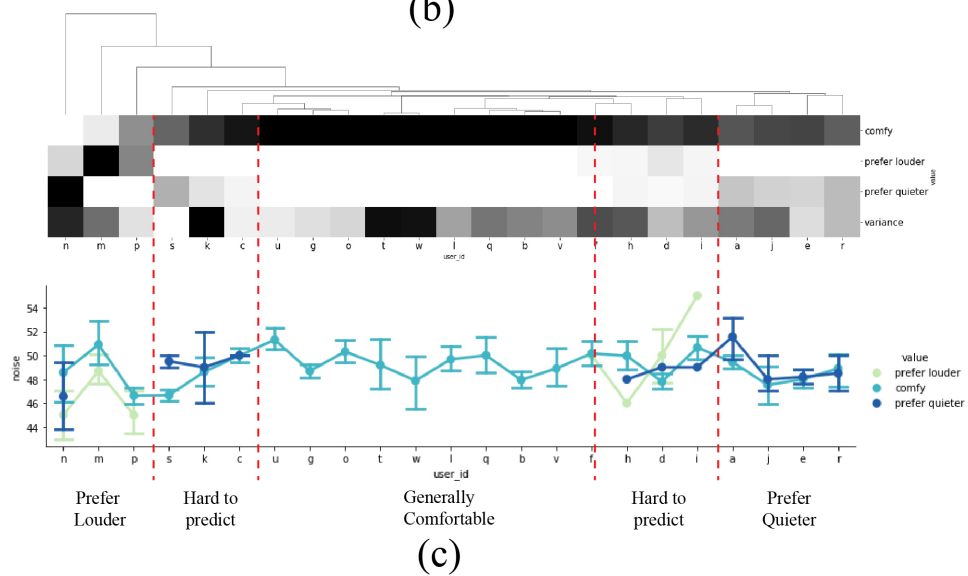 (b)
comfy
prefer louder
prefer quieter
variance
value
n m p s k c u g o t w l q b v f h d i a j e r
user_id
54
52
50
48
46
44
noise
n m p s k c u g o t w l q b v f h d i a j e r
user_id
value
prefer louder
comfy
prefer quieter
Prefer
Louder
Hard to
predict
Generally
Comfortable
Hard to
predict
Prefer
Quieter
(c)